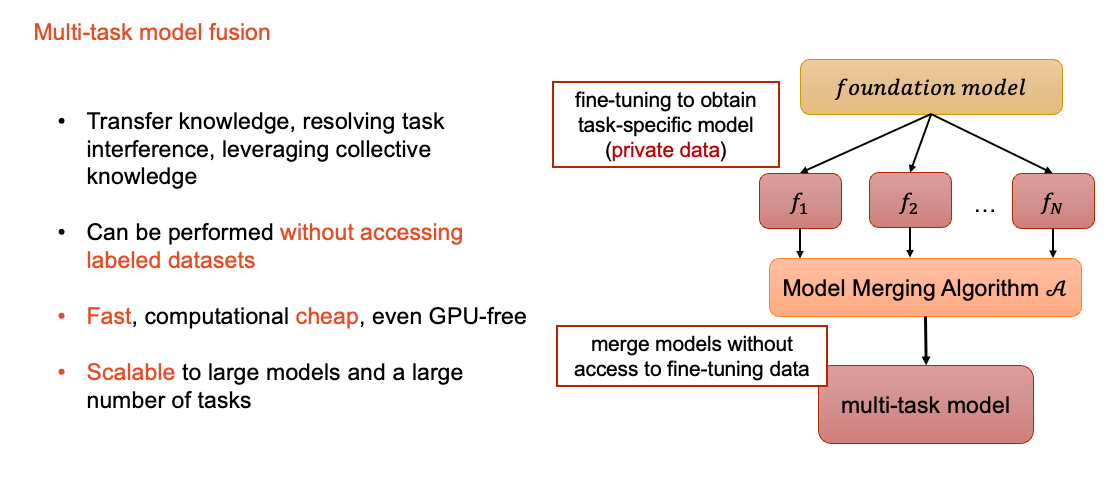 Multi-task model fusion
• Transfer knowledge, resolving task
interference, leveraging collective
knowledge
• Can be performed without accessing
labeled datasets
• Fast, computational cheap, even GPU-free
• Scalable to large models and a large
number of tasks
foundation model
fine-tuning to obtain
task-specific model
(private data)
f₁ f₂ … f_N
Model Merging Algorithm 𝒜
merge models without
access to fine-tuning data
multi-task model